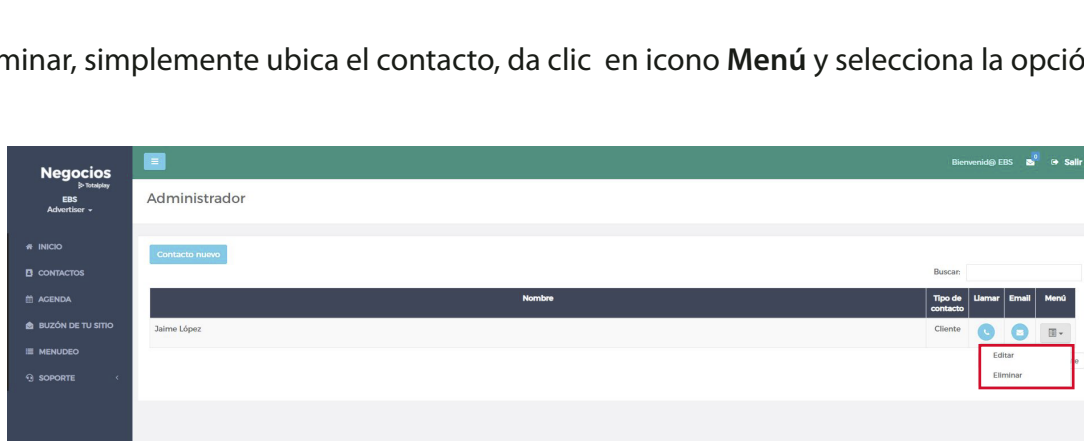 minar, simplemente ubica el contacto, da clic en icono Menú y selecciona la opció
Negocios
Totalplay
EBS
Advertiser
INICIO
CONTACTOS
AGENDA
BUZÓN DE TU SITIO
MENUDEO
SOPORTE
Bienvenid@ EBS 0 Salir
Administrador
Contacto nuevo
Buscar:
Nombre Tipo de contacto Llamar Email Menú
Jaime López Cliente
Editar
Eliminar